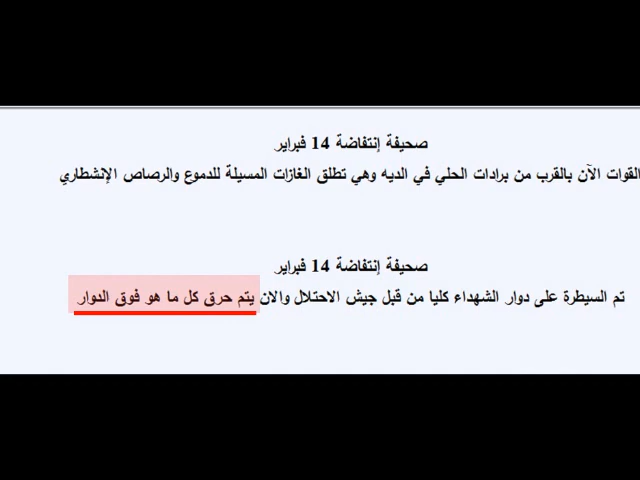 صحيفة إنتفاضة 14 فبراير
القوات الآن بالقرب من برادات الحلي في الديه وهي تطلق الغازات المسيلة للدموع والرصاص الإنشطاري
صحيفة إنتفاضة 14 فبراير
تم السيطرة على دوار الشهداء كليا من قبل جيش الاحتلال والان يتم حرق كل ما هو فوق الدوار